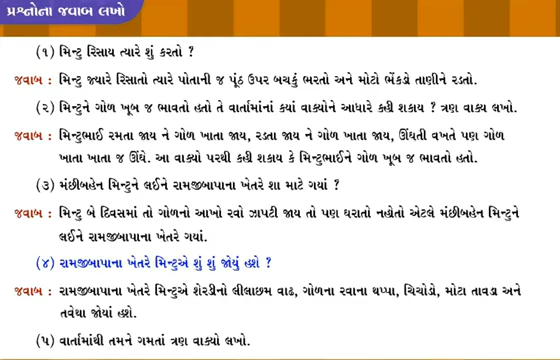 પ્રશ્નોના જવાબ લખો
(૧) મિન્ટુ રિસાય ત્યારે શું કરતો ?
જવાબ : મિન્ટુ જ્યારે રિસાતો ત્યારે પોતાની જ પૂંઠ ઉપર બચકું ભરતો અને મોટો ભેંકડો તાણીને રડતો.
(૨) મિન્ટુને ગોળ ખૂબ જ ભાવતો હતો તે વાર્તામાંનાં ક્યાં વાક્યોને આધારે કહી શકાય ? ત્રણ વાક્ય લખો.
જવાબ : મિન્ટુભાઈ રમતા જાય ને ગોળ ખાતા જાય, રડતા જાય ને ગોળ ખાતા જાય, ઊંઘતી વખતે પણ ગોળ
ખાતા ખાતા જ ઊંઘે. આ વાક્યો પરથી કહી શકાય કે મિન્ટુભાઈને ગોળ ખૂબ જ ભાવતો હતો.
(૩) મંછીબહેન મિન્ટુને લઈને રામજીબાપાના ખેતરે શા માટે ગયાં ?
જવાબ : મિન્ટુ બે દિવસમાં તો ગોળનો આખો રવો ઝાપટી જાય તો પણ ધરાતો નહોતો એટલે મંછીબહેન મિન્ટુને
લઈને રામજીબાપાના ખેતરે ગયાં.
(૪) રામજીબાપાના ખેતરે મિન્ટુએ શું શું જોયું હશે ?
જવાબ : રામજીબાપાના ખેતરે મિન્ટુએ શેરડીનો લીલાછમ વાઢ, ગોળના રવાના થપ્પા, ચિચોડો, મોટા તાવડા અને
તવેથા જોયાં હશે.
(૫) વાર્તામાંથી તમને ગમતાં ત્રણ વાક્યો લખો.